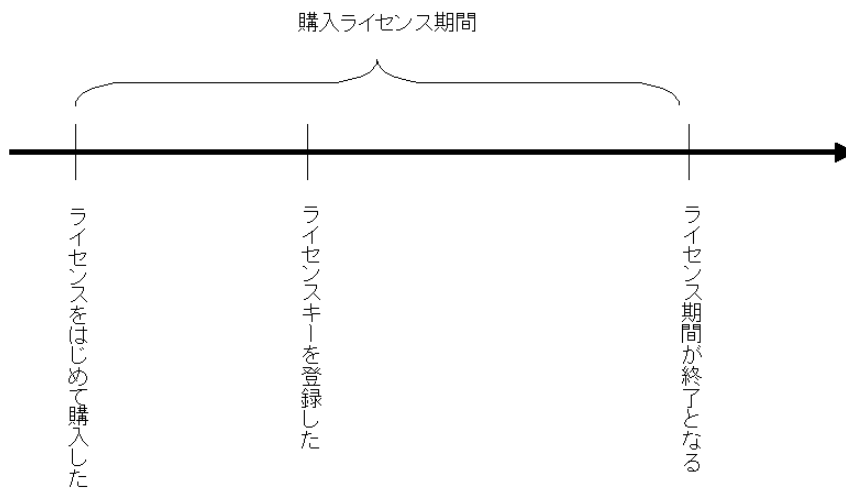 購入ライセンス期間
ライセンスをはじめて購入した
ライセンスキーを登録した
ライセンス期間が終了となる